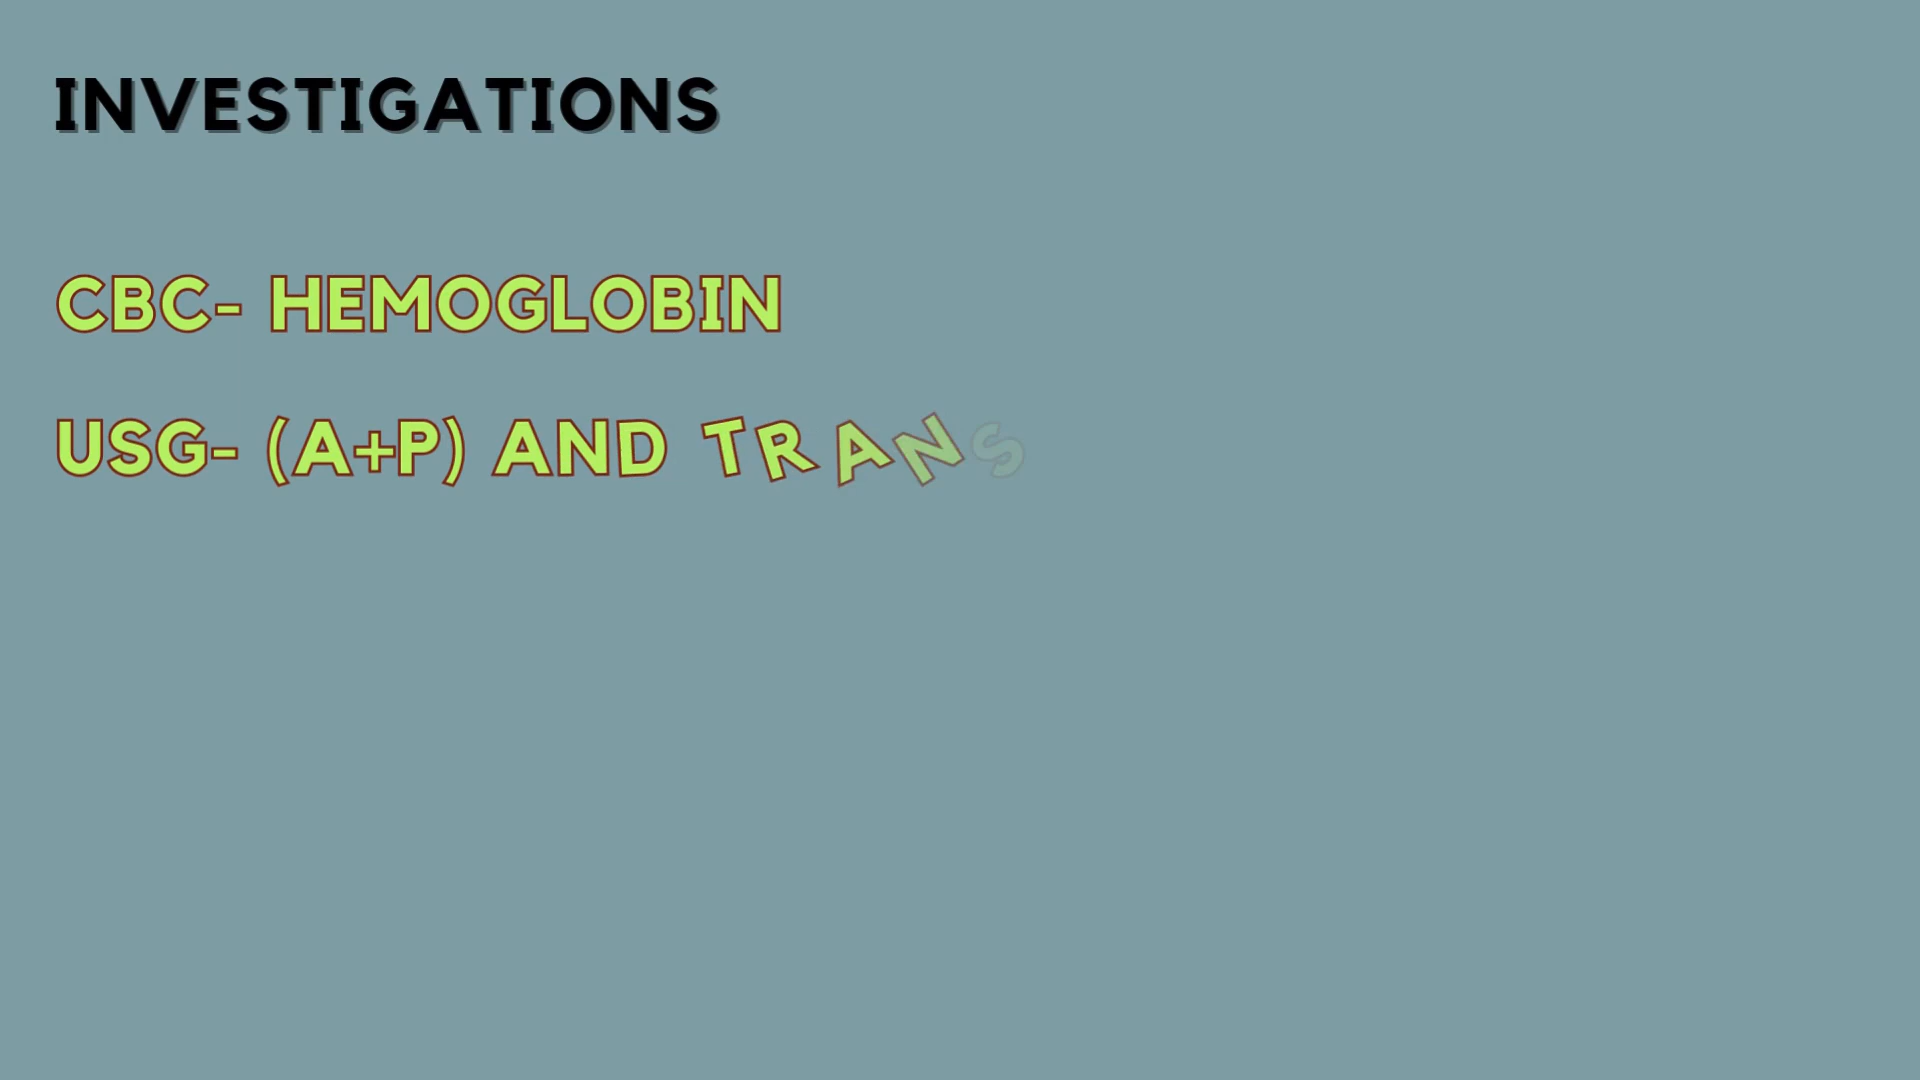 INVESTIGATIONS
CBC- HEMOGLOBIN
USG- (A+P) AND TRANS